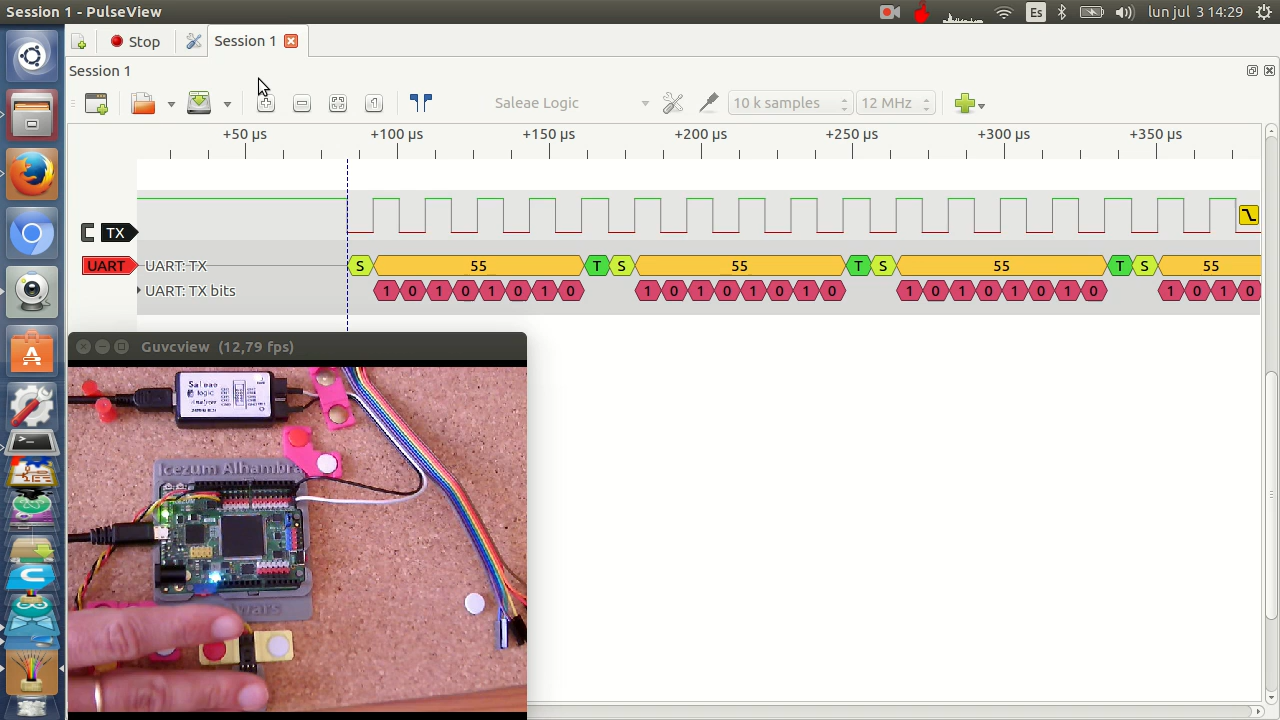 Session 1 - PulseView
Es
lun jul 3 14:29
Stop
Session 1
Session 1
Saleae Logic
10 k samples
12 MHz
+50 µs +100 µs +150 µs +200 µs +250 µs +300 µs +350 µs
TX
UART UART: TX S 55 T S 55 T S 55 T S 55
UART: TX bits 1 0 1 0 1 0 1 0 1 0 1 0 1 0 1 0 1 0 1 0 1 0 1 0 1 0 1 0
Guvcview (12,79 fps)
Saleae
logic
Analyzer
Icezum Alhambra